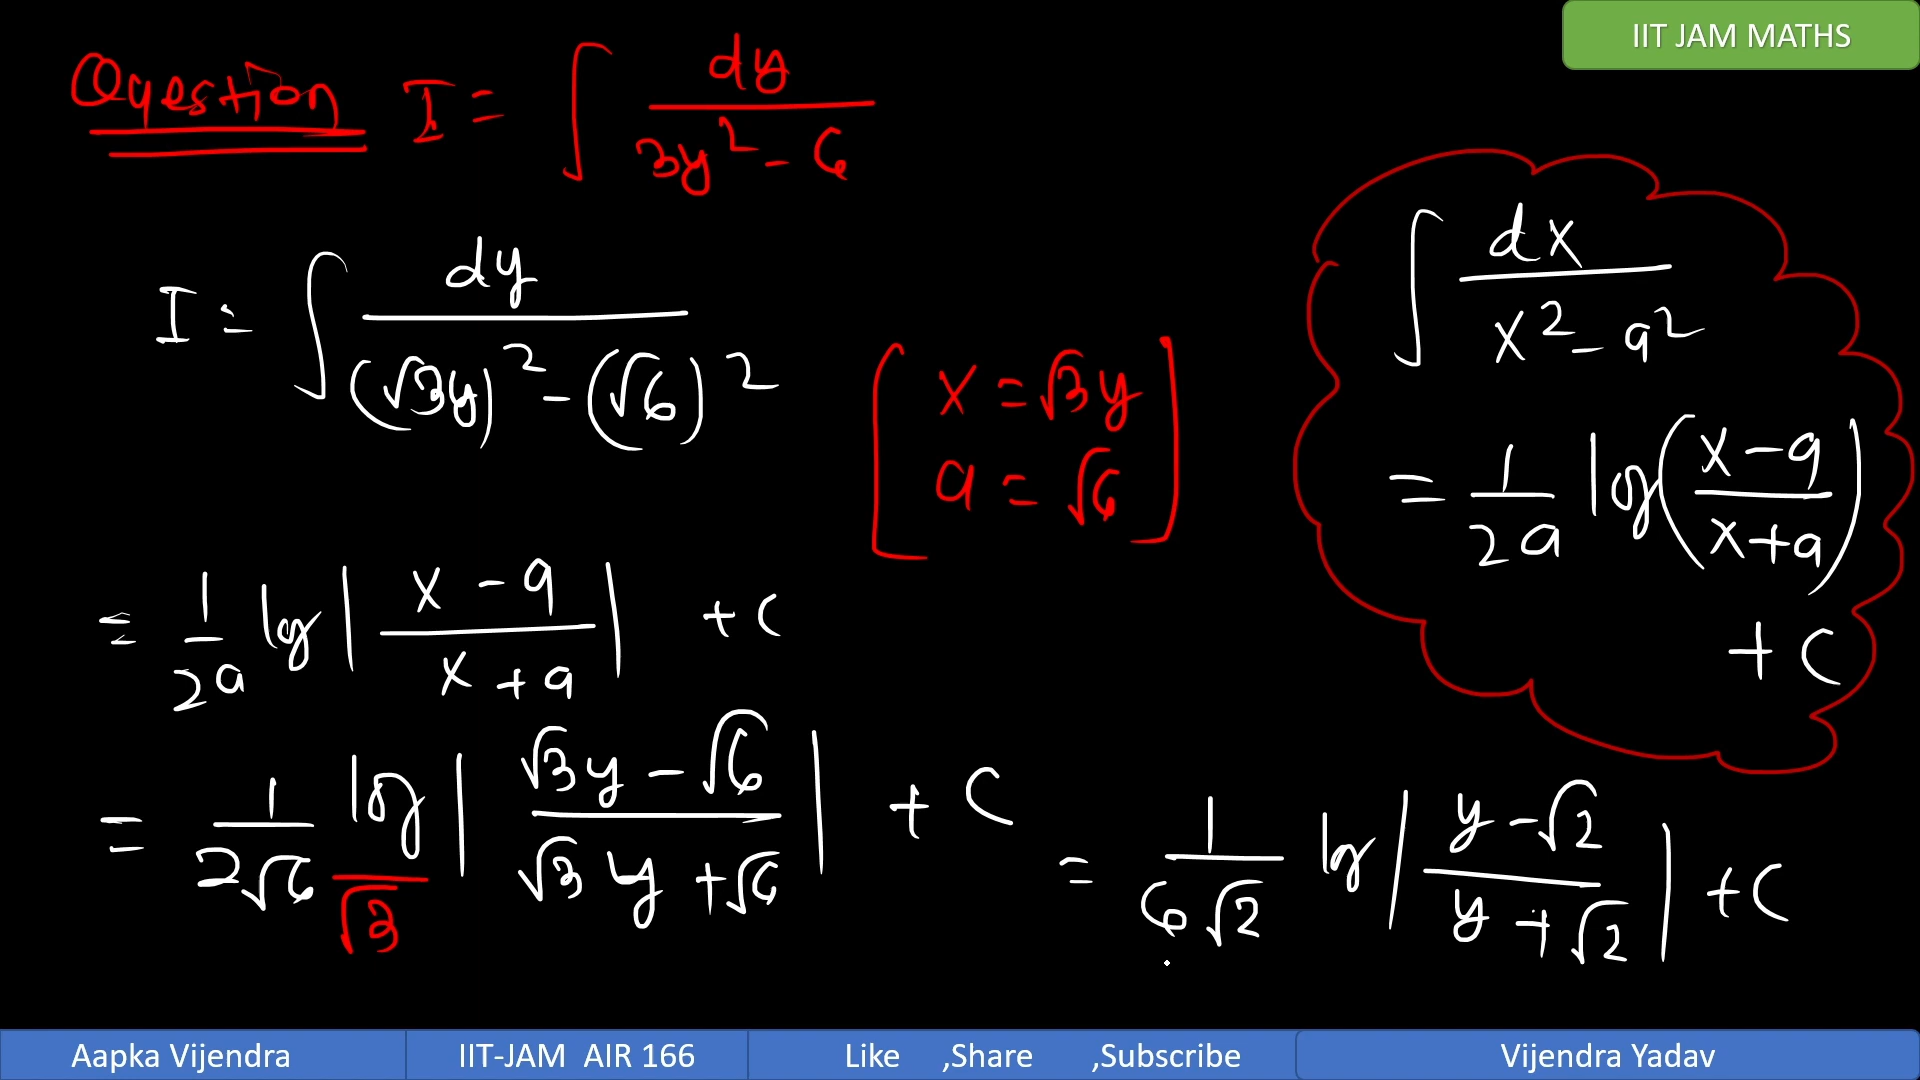 IIT JAM MATHS
Question I = ∫ dy / (3y² - 6)
I = ∫ dy / ((√3y)² - (√6)²)
[x = √3y
a = √6]
= 1/2a log |(x - a)/(x + a)| + c
= 1/2√6 log/√3 |(√3y - √6)/(√3y + √6)| + C
= 1/6√2 log |(y - √2)/(y + √2)| + C
∫ dx / (x² - a²)
= 1/2a log ((x - a)/(x + a))
+ C
Aapka Vijendra IIT-JAM AIR 166 Like ,Share ,Subscribe Vijendra Yadav